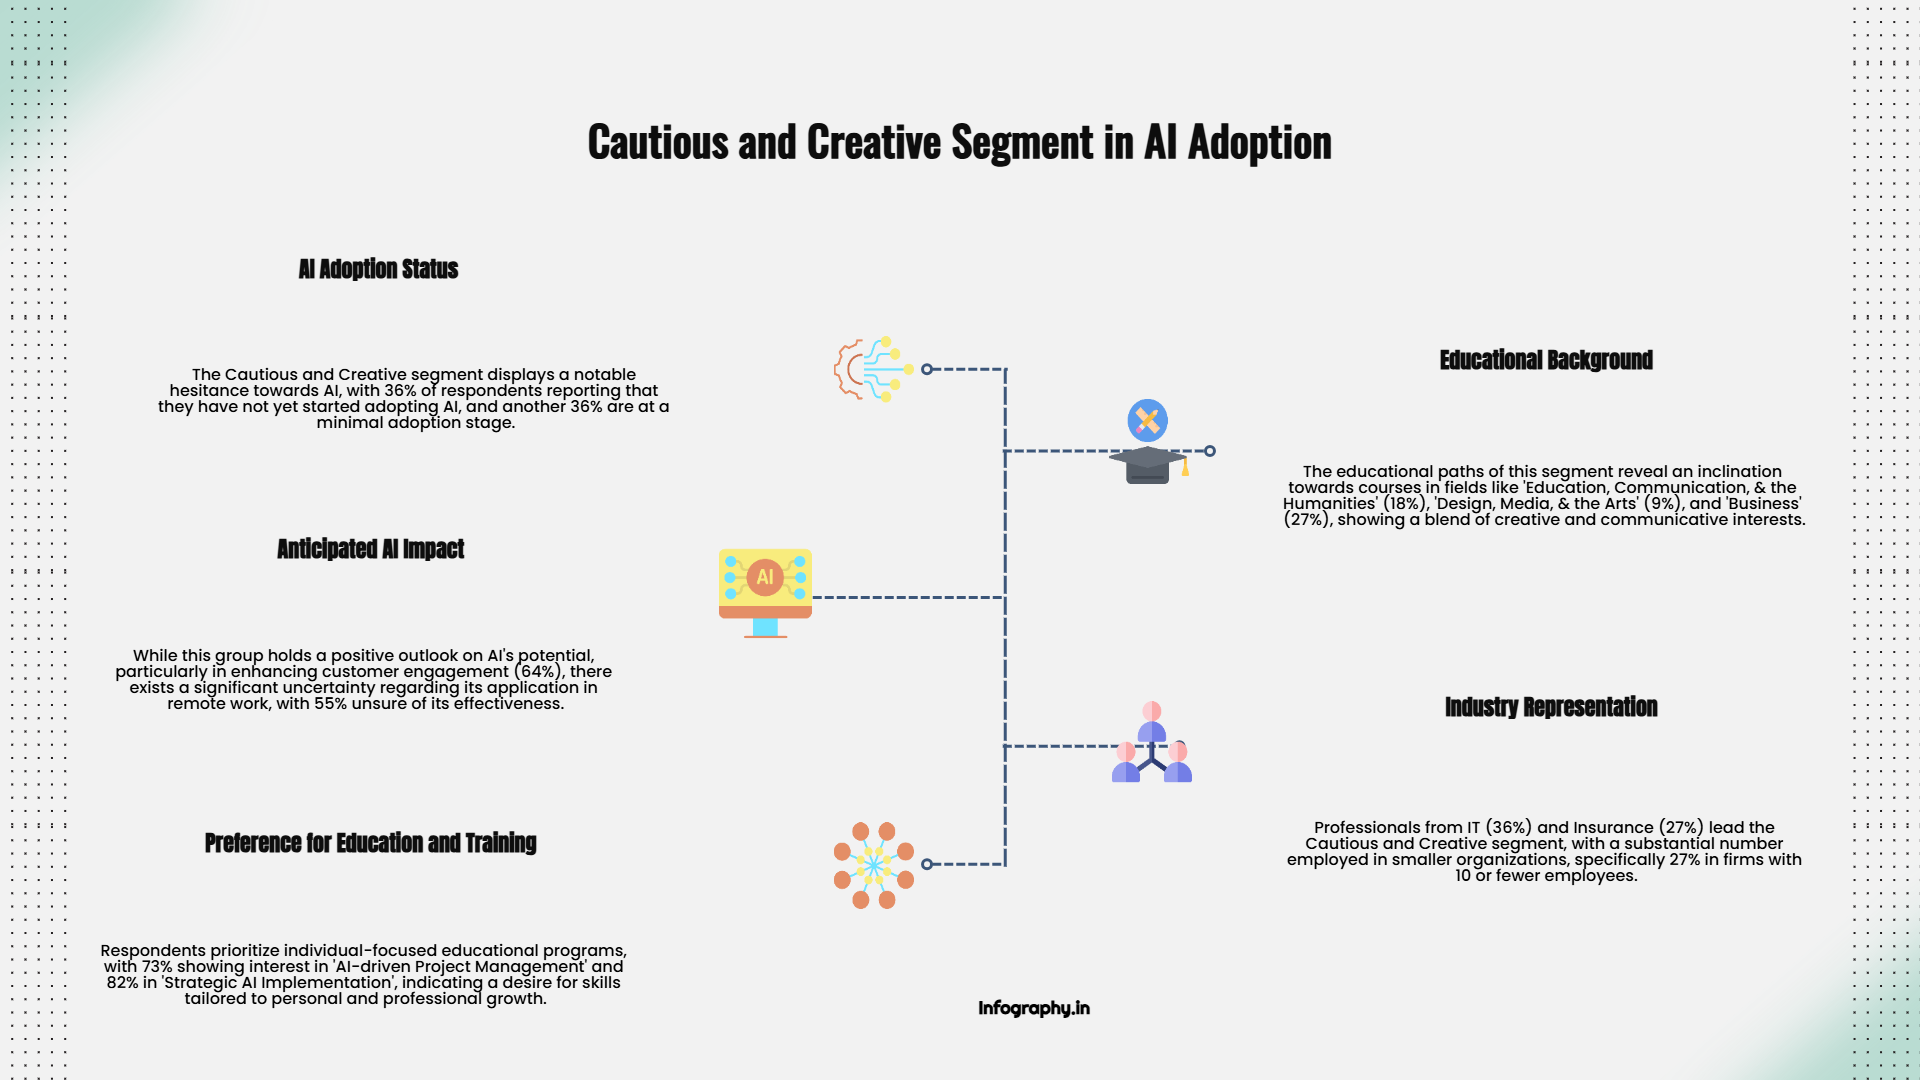 Cautious and Creative Segment in AI Adoption
AI Adoption Status
The Cautious and Creative segment displays a notable
hesitance towards AI, with 36% of respondents reporting that
they have not yet started adopting AI, and another 36% are at a
minimal adoption stage.
Anticipated AI Impact
AI
While this group holds a positive outlook on AI's potential,
particularly in enhancing customer engagement (64%), there
exists a significant uncertainty regarding its application in
remote work, with 55% unsure of its effectiveness.
Preference for Education and Training
Respondents prioritize individual-focused educational programs,
with 73% showing interest in 'AI-driven Project Management' and
82% in 'Strategic AI Implementation', indicating a desire for skills
tailored to personal and professional growth.
Educational Background
The educational paths of this segment reveal an inclination
towards courses in fields like 'Education, Communication, & the
Humanities' (18%), 'Design, Media, & the Arts' (9%), and 'Business'
(27%), showing a blend of creative and communicative interests.
Industry Representation
Professionals from IT (36%) and Insurance (27%) lead the
Cautious and Creative segment, with a substantial number
employed in smaller organizations, specifically 27% in firms with
10 or fewer employees.
Infography.in